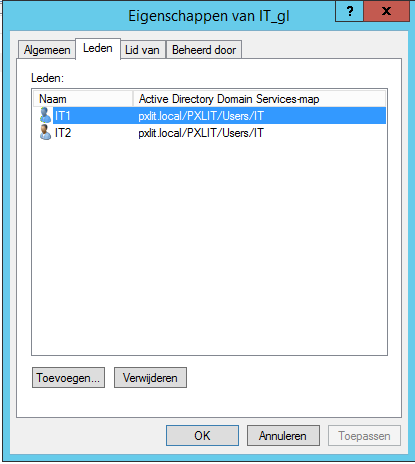 Eigenschappen van IT_gl
? x
Algemeen Leden Lid van Beheerd door
Leden:
Naam Active Directory Domain Services-map
IT1 pxlit.local/PXLIT/Users/IT
IT2 pxlit.local/PXLIT/Users/IT
Toevoegen... Verwijderen
OK Annuleren Toepassen